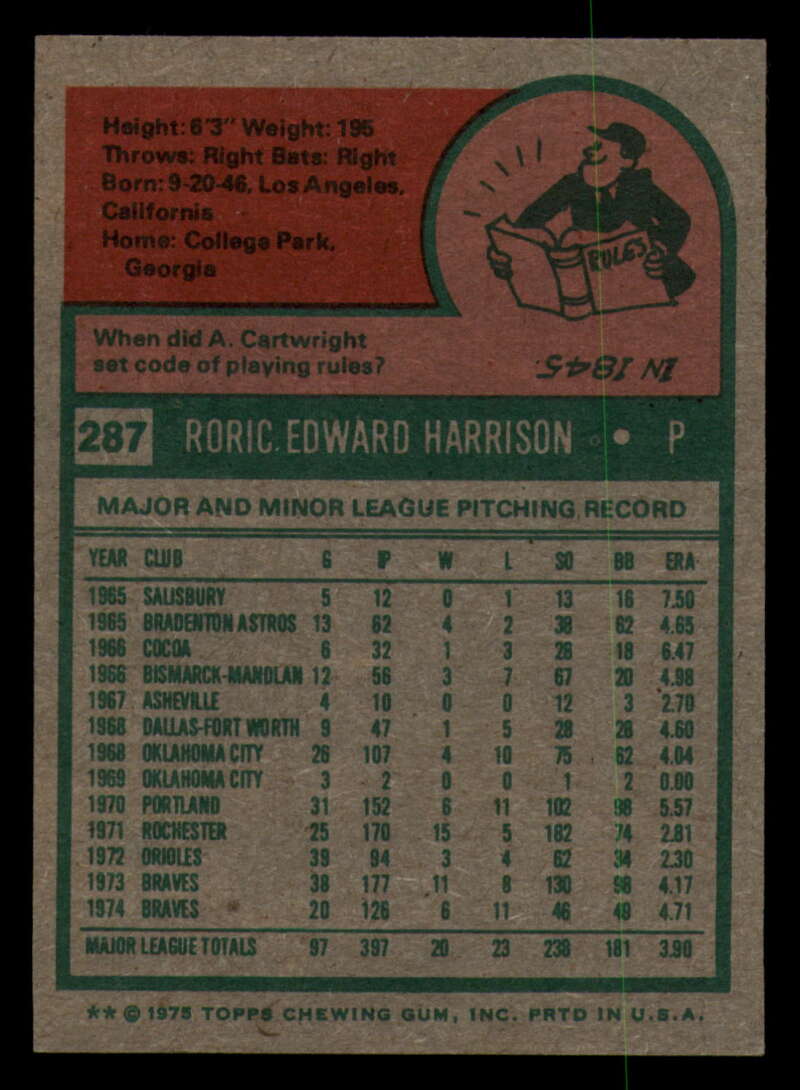 Height: 6'3" Weight: 195
Throws: Right Bats: Right
Born: 9-20-46, Los Angeles,
California
Home: College Park,
Georgia
RULES
When did A. Cartwright
set code of playing rules?
IN 1845.
287 RORIC EDWARD HARRISON • P
MAJOR AND MINOR LEAGUE PITCHING RECORD
YEAR CLUB G IP W L SO BB ERA
1965 SALISBURY 5 12 0 1 13 16 7.50
1965 BRADENTON ASTROS 13 62 4 2 38 62 4.65
1966 COCOA 6 32 1 3 28 18 6.47
1966 BISMARCK-MANDLAN 12 56 3 7 67 20 4.98
1967 ASHEVILLE 4 10 0 0 12 3 2.70
1968 DALLAS-FORT WORTH 9 47 1 5 28 28 4.60
1968 OKLAHOMA CITY 26 107 4 10 75 62 4.04
1969 OKLAHOMA CITY 3 2 0 0 1 2 0.00
1970 PORTLAND 31 152 6 11 102 98 5.57
1971 ROCHESTER 25 170 15 5 182 74 2.81
1972 ORIOLES 39 94 3 4 62 34 2.30
1973 BRAVES 38 177 11 8 130 98 4.17
1974 BRAVES 20 126 6 11 46 49 4.71
MAJOR LEAGUE TOTALS 97 397 20 23 238 181 3.90
** © 1975 TOPPS CHEWING GUM, INC. PRTD IN U.S.A.